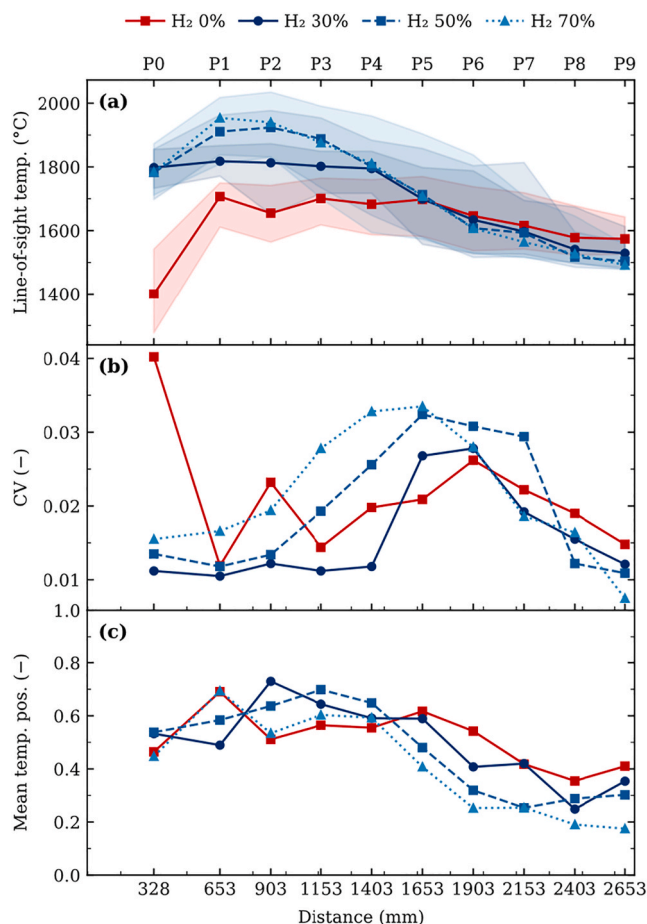 H₂ 0% H₂ 30% H₂ 50% H₂ 70%
P0 P1 P2 P3 P4 P5 P6 P7 P8 P9
(a)
Line-of-sight temp. (°C)
2000
1800
1600
1400
(b)
CV (−)
0.04
0.03
0.02
0.01
(c)
Mean temp. pos. (−)
1.0
0.8
0.6
0.4
0.2
0.0
328 653 903 1153 1403 1653 1903 2153 2403 2653
Distance (mm)